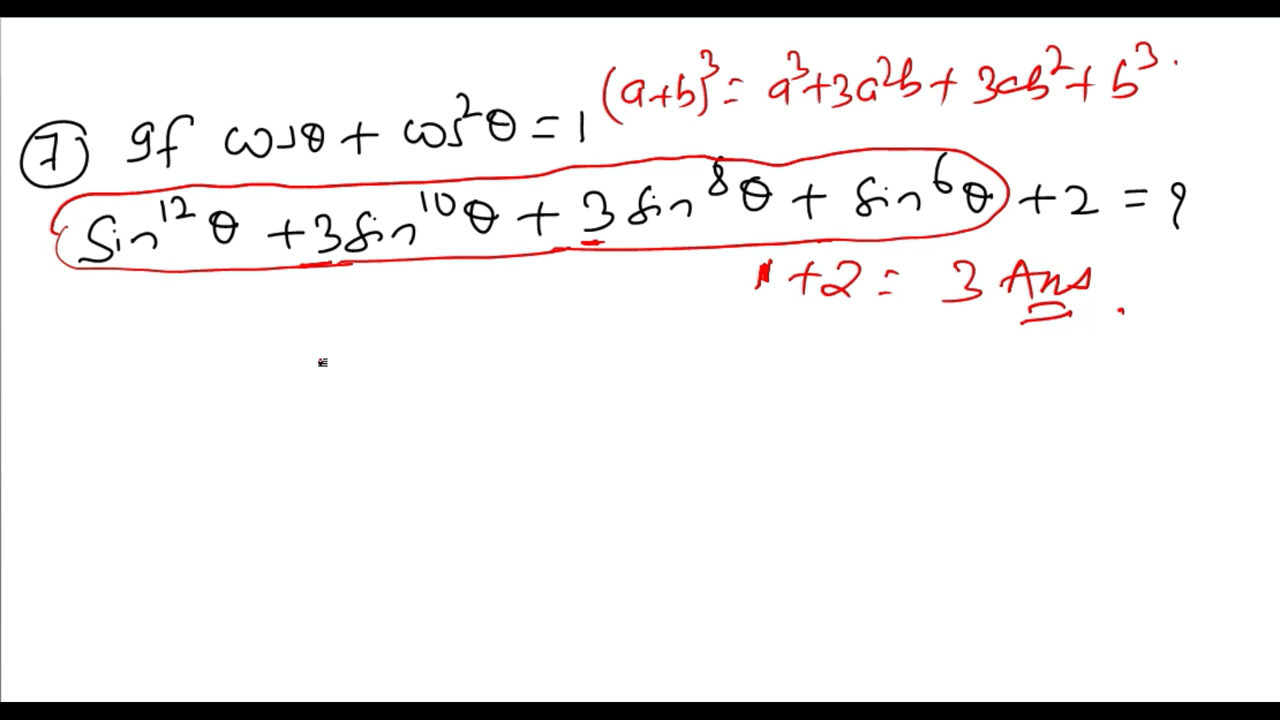 (a+b)³= a³+3a²b+3ab²+b³.
⑦ If cosθ + cos²θ = 1
Sin¹²θ +3Sin¹⁰θ + 3Sin⁸θ + Sin⁶θ +2 = ?
1 +2 = 3 Ans.